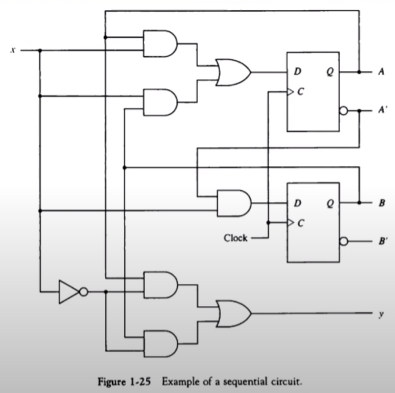 x
D Q A
C
A'
D Q B
C
Clock
B'
y
Figure 1-25 Example of a sequential circuit.